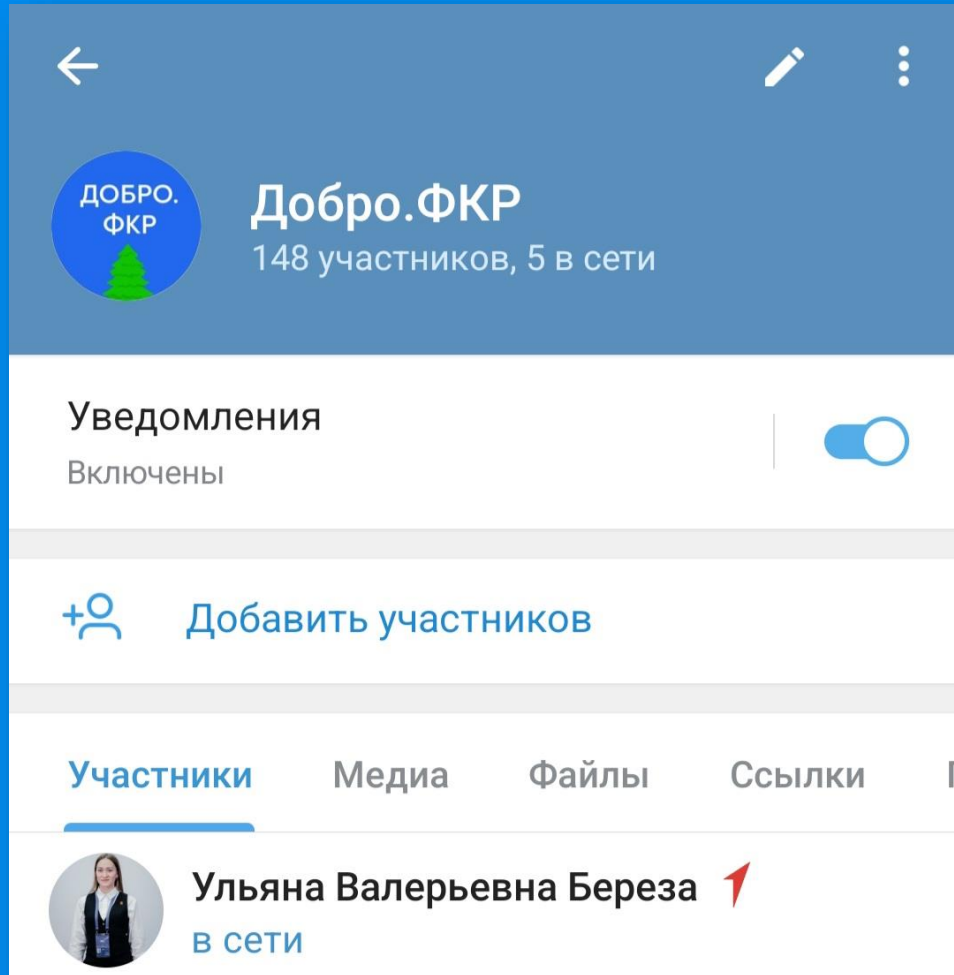 ДОБРО.
ФКР
Добро.ФКР
148 участников, 5 в сети
Уведомления
Включены
Добавить участников
Участники Медиа Файлы Ссылки
Ульяна Валерьевна Береза
в сети